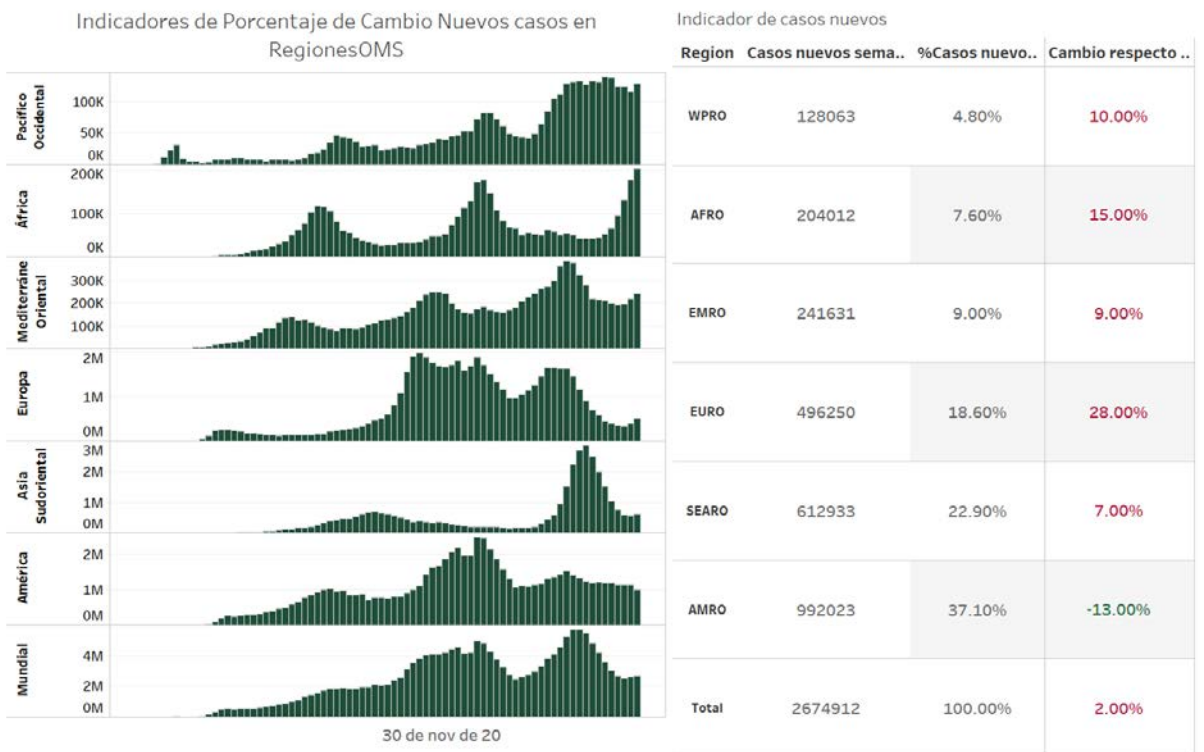 Indicadores de Porcentaje de Cambio Nuevos casos en
RegionesOMS
Pacífico
Occidental
100K
50K
0K
África
200K
100K
0K
Mediterráne
Oriental
300K
200K
100K
Europa
2M
1M
0M
Asia
Sudoriental
3M
2M
1M
0M
América
2M
1M
0M
Mundial
4M
2M
0M
30 de nov de 20
Indicador de casos nuevos
Region Casos nuevos sema.. %Casos nuevo.. Cambio respecto ..
WPRO 128063 4.80% 10.00%
AFRO 204012 7.60% 15.00%
EMRO 241631 9.00% 9.00%
EURO 496250 18.60% 28.00%
SEARO 612933 22.90% 7.00%
AMRO 992023 37.10% -13.00%
Total 2674912 100.00% 2.00%